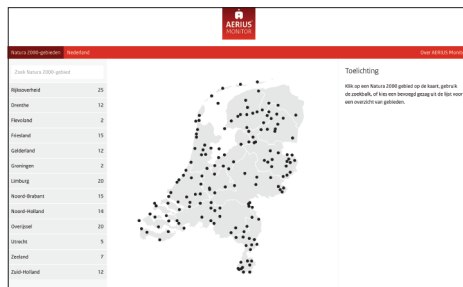 AERIUS
MONITOR
Natura 2000-gebieden Nederland
Over AERIUS Monito
Zoek Natura 2000-gebied
Rijksoverheid 25
Drenthe 12
Flevoland 2
Friesland 15
Gelderland 12
Groningen 2
Limburg 20
Noord-Brabant 15
Noord-Holland 14
Overijssel 20
Utrecht 5
Zeeland 7
Zuid-Holland 12
Toelichting
Klik op een Natura 2000 gebied op de kaart, gebruik
de zoekbalk, of kies een bevoegd gezag uit de lijst voor
een overzicht van gebieden.